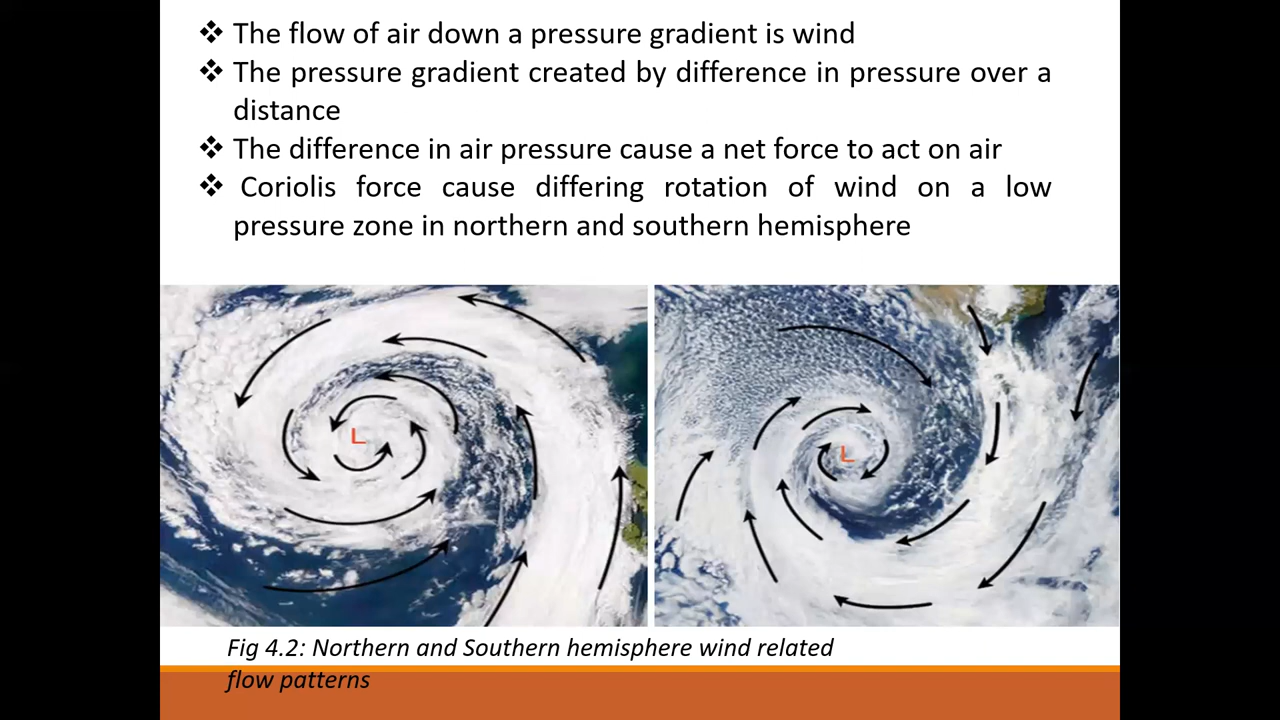 ❖ The flow of air down a pressure gradient is wind
❖ The pressure gradient created by difference in pressure over a
distance
❖ The difference in air pressure cause a net force to act on air
❖ Coriolis force cause differing rotation of wind on a low
pressure zone in northern and southern hemisphere
L
L
Fig 4.2: Northern and Southern hemisphere wind related
flow patterns